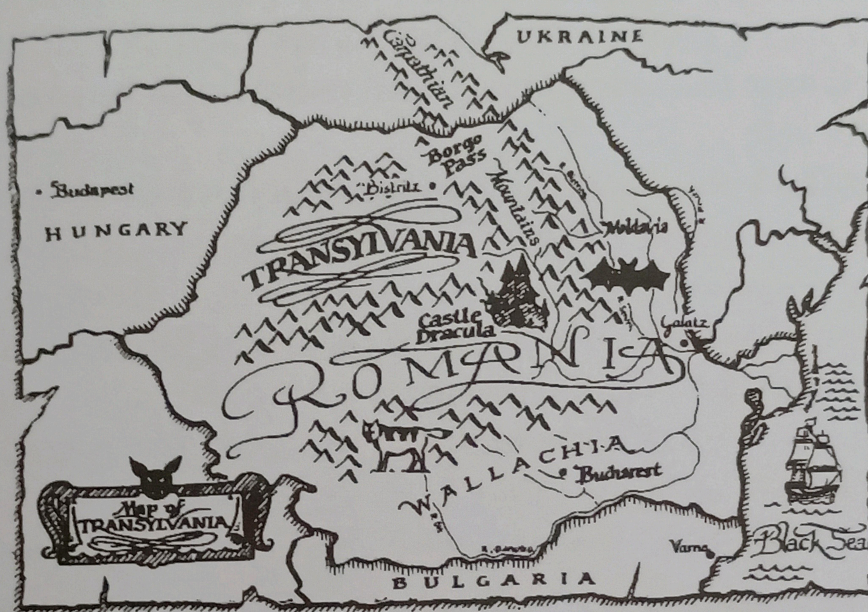 UKRAINE
Carpathian
Mountains
Borgo
Pass
Budapest
Bistritz
HUNGARY
Moldavia
TRANSYLVANIA
Castle
Dracula
Galatz
ROMANIA
WALLACHIA
Bucharest
Map of
TRANSYLVANIA
R. DANUBE
Varna
Black Sea
BULGARIA